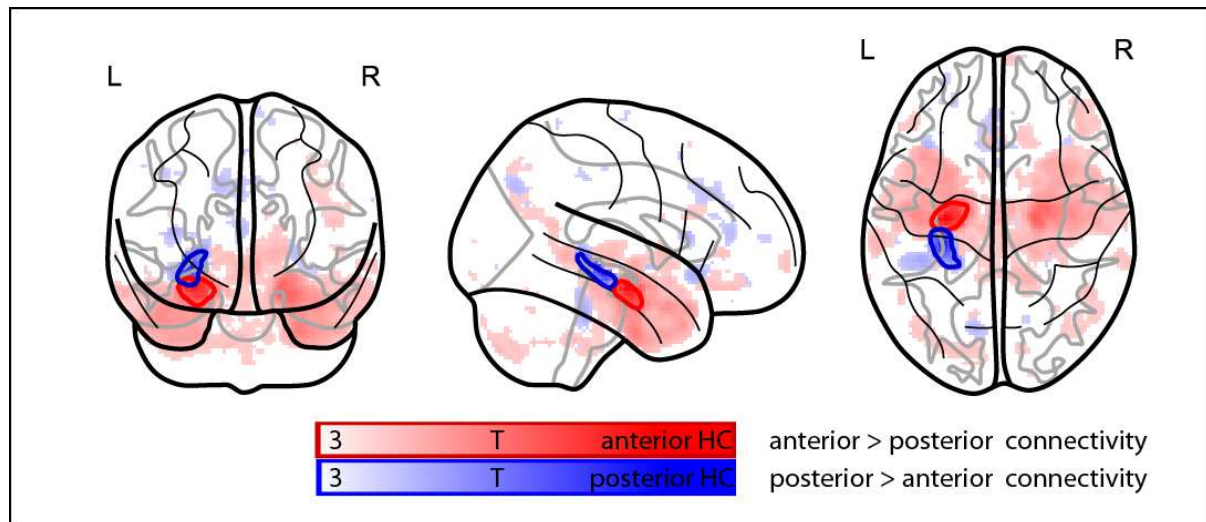 L R
L R
3 T anterior HC anterior > posterior connectivity
3 T posterior HC posterior > anterior connectivity